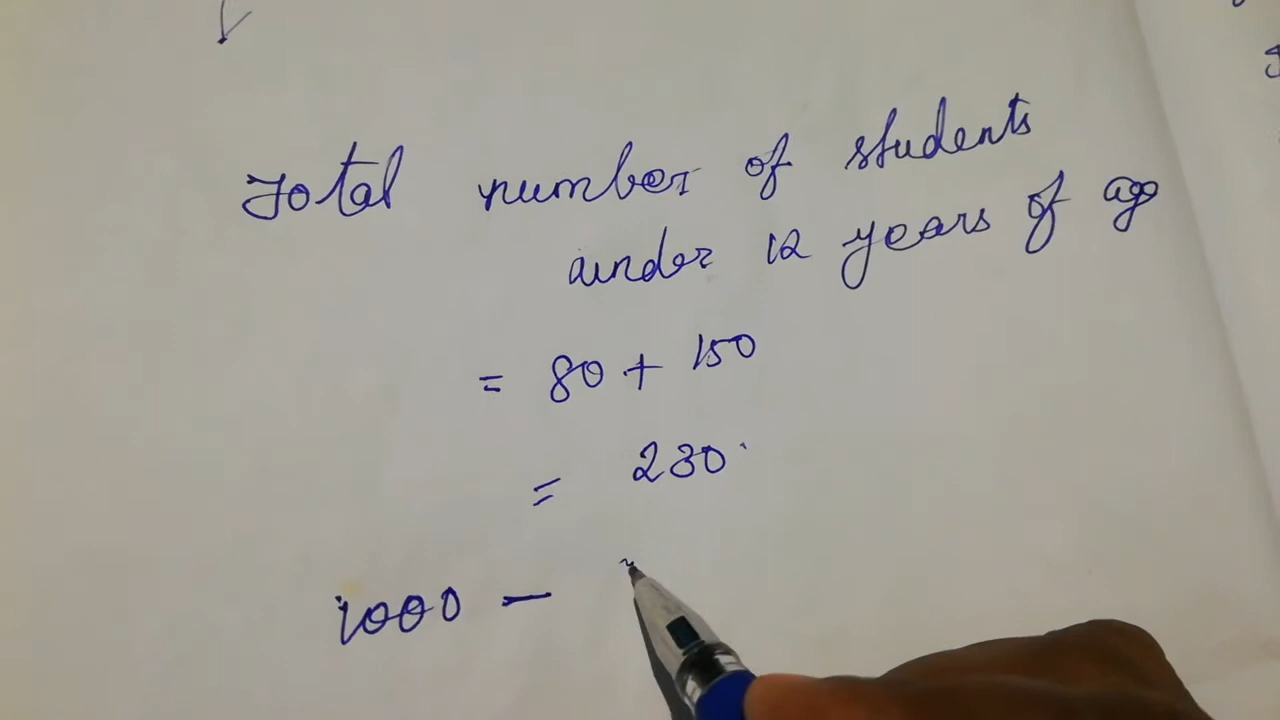 Total number of students
under 12 years of age
= 80 + 150
= 230
1000 -